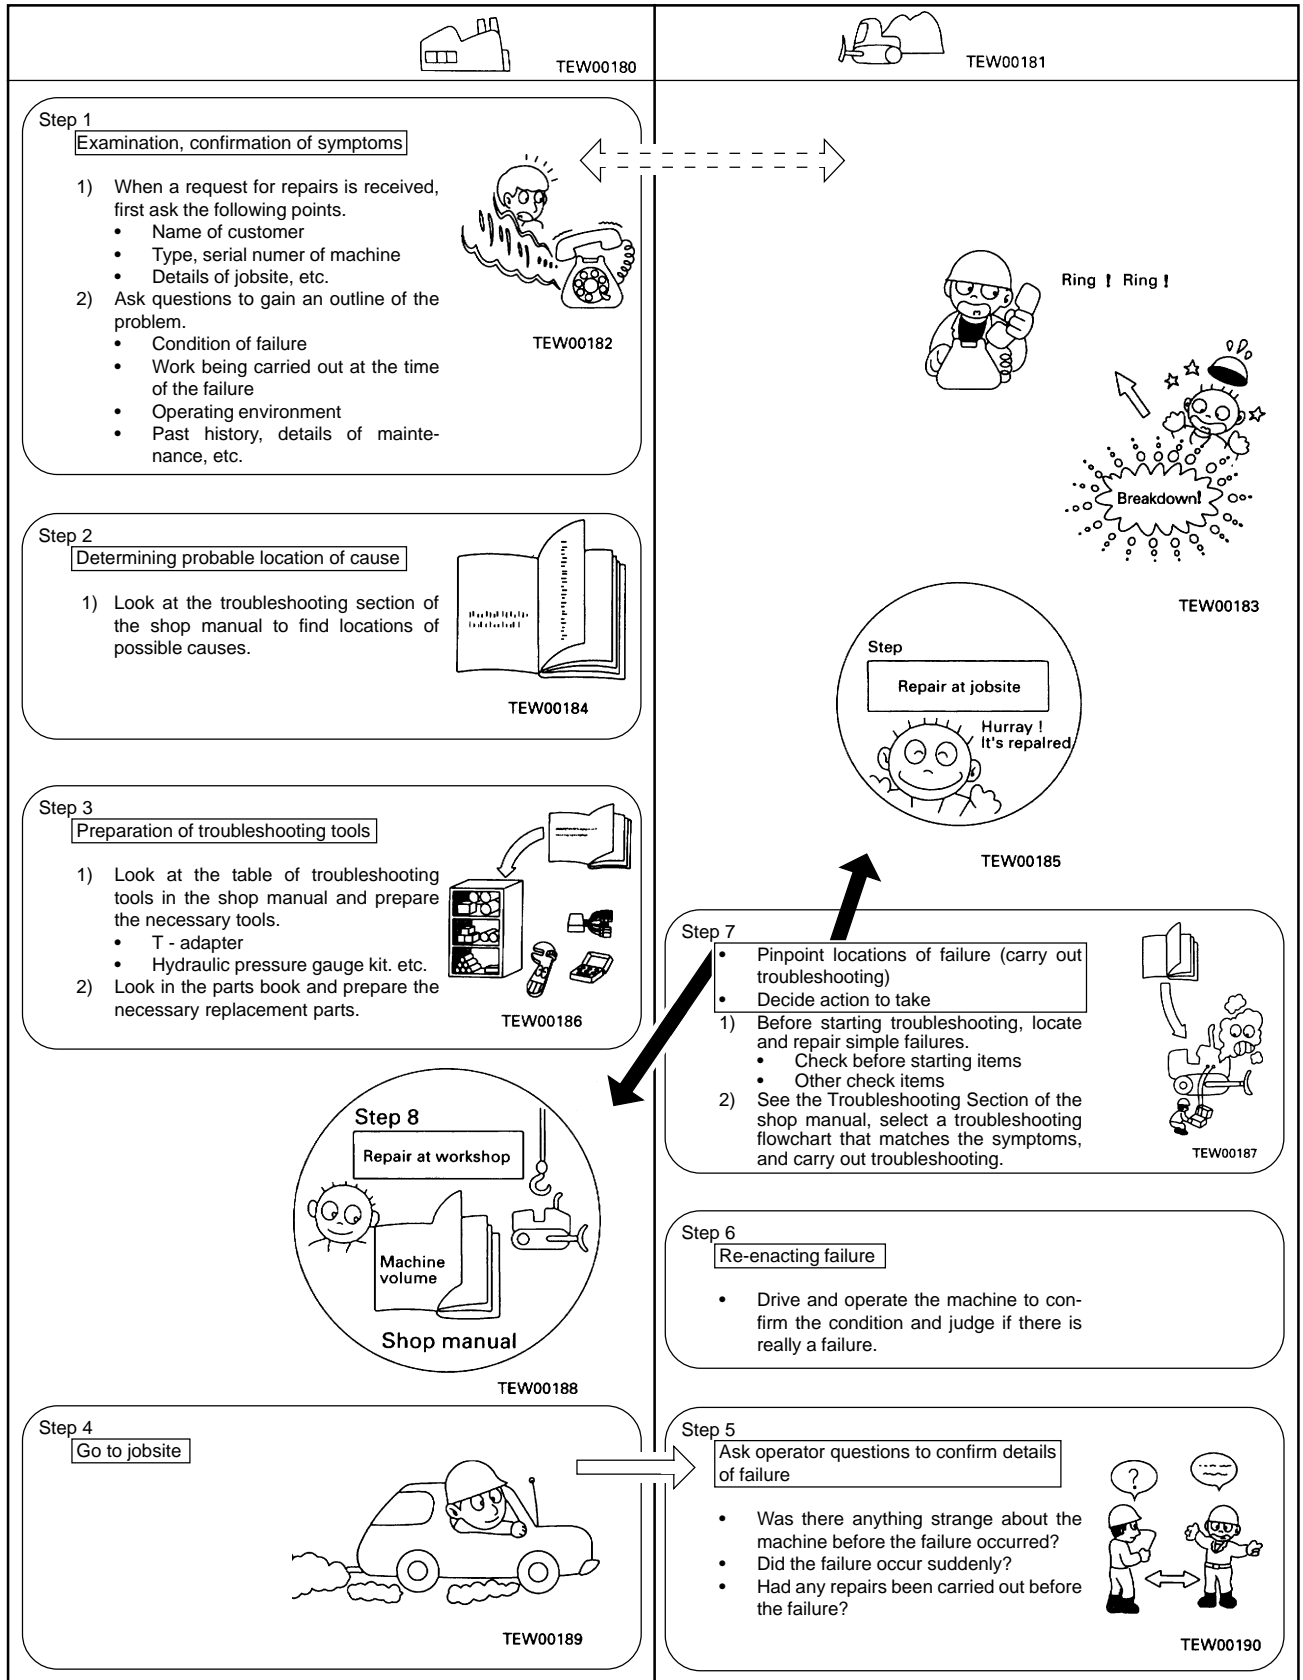 TEW00180
TEW00181
Step 1
Examination, confirmation of symptoms
1) When a request for repairs is received,
first ask the following points.
• Name of customer
• Type, serial numer of machine
• Details of jobsite, etc.
2) Ask questions to gain an outline of the
problem.
• Condition of failure
• Work being carried out at the time
of the failure
• Operating environment
• Past history, details of mainte-
nance, etc.
TEW00182
Ring ! Ring !
Breakdown!
TEW00183
Step 2
Determining probable location of cause
1) Look at the troubleshooting section of
the shop manual to find locations of
possible causes.
TEW00184
Step
Repair at jobsite
Hurray !
It's repalred
TEW00185
Step 3
Preparation of troubleshooting tools
1) Look at the table of troubleshooting
tools in the shop manual and prepare
the necessary tools.
• T - adapter
• Hydraulic pressure gauge kit. etc.
2) Look in the parts book and prepare the
necessary replacement parts.
TEW00186
Step 7
• Pinpoint locations of failure (carry out
troubleshooting)
• Decide action to take
1) Before starting troubleshooting, locate
and repair simple failures.
• Check before starting items
• Other check items
2) See the Troubleshooting Section of the
shop manual, select a troubleshooting
flowchart that matches the symptoms,
and carry out troubleshooting.
TEW00187
Step 8
Repair at workshop
Machine
volume
Shop manual
TEW00188
Step 6
Re-enacting failure
• Drive and operate the machine to con-
firm the condition and judge if there is
really a failure.
Step 4
Go to jobsite
TEW00189
Step 5
Ask operator questions to confirm details
of failure
• Was there anything strange about the
machine before the failure occurred?
• Did the failure occur suddenly?
• Had any repairs been carried out before
the failure?
?
TEW00190